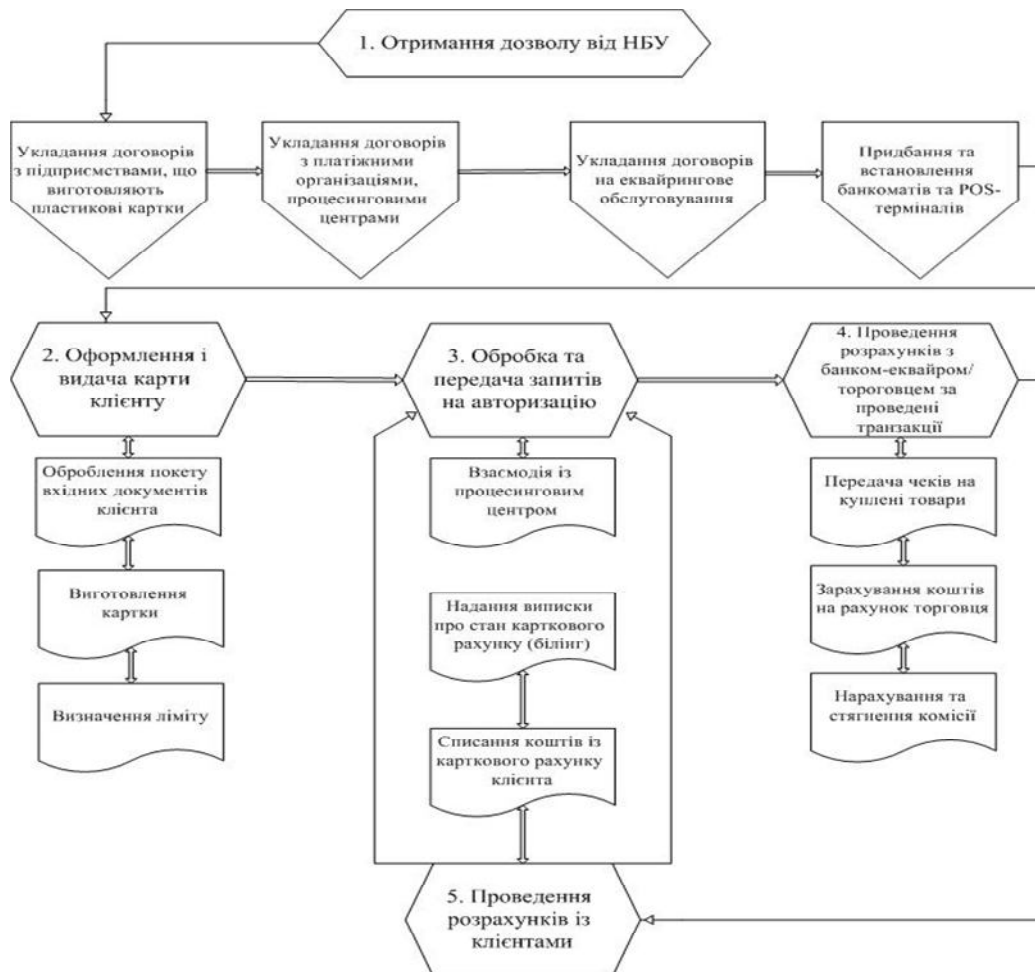 1. Отримання дозволу від НБУ
Укладання договорів
з підприємствами, що
виготовляють
пластикові картки
Укладання договорів
з платіжними
організаціями,
процесинговими
центрами
Укладання договорів
на еквайрингове
обслуговування
Придбання та
встановлення
банкоматів та POS-
терміналів
2. Оформлення і
видача карти
клієнту
3. Обробка та
передача запитів
на авторизацію
4. Проведення
розрахунків з
банком-еквайром/
тороговцем за
проведені
транзакції
Оброблення покету
вхідних документів
клієнта
Взаємодія із
процесинговим
центром
Передача чеків на
куплені товари
Виготовлення
картки
Надання виписки
про стан карткового
рахунку (білінг)
Зарахування коштів
на рахунок торговця
Визначення ліміту
Списання коштів із
карткового рахунку
клієнта
Нарахування та
стягнення комісії
5. Проведення
розрахунків із
клієнтами